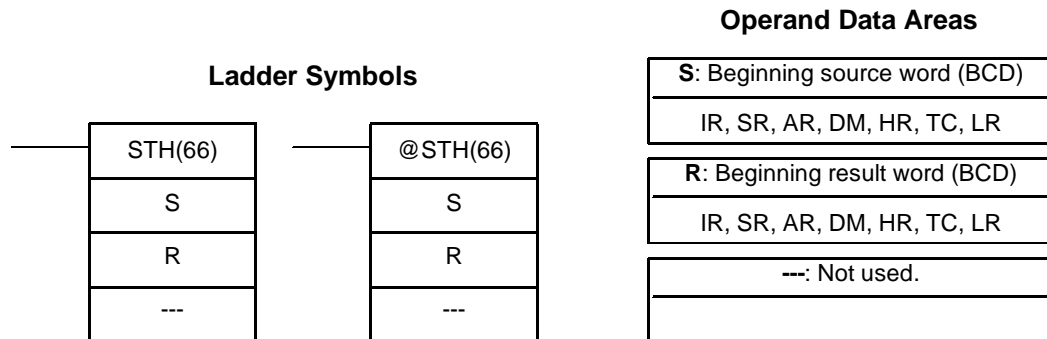 Ladder Symbols
STH(66)
S
R
---
@STH(66)
S
R
---
Operand Data Areas
S: Beginning source word (BCD)
IR, SR, AR, DM, HR, TC, LR
R: Beginning result word (BCD)
IR, SR, AR, DM, HR, TC, LR
---: Not used.